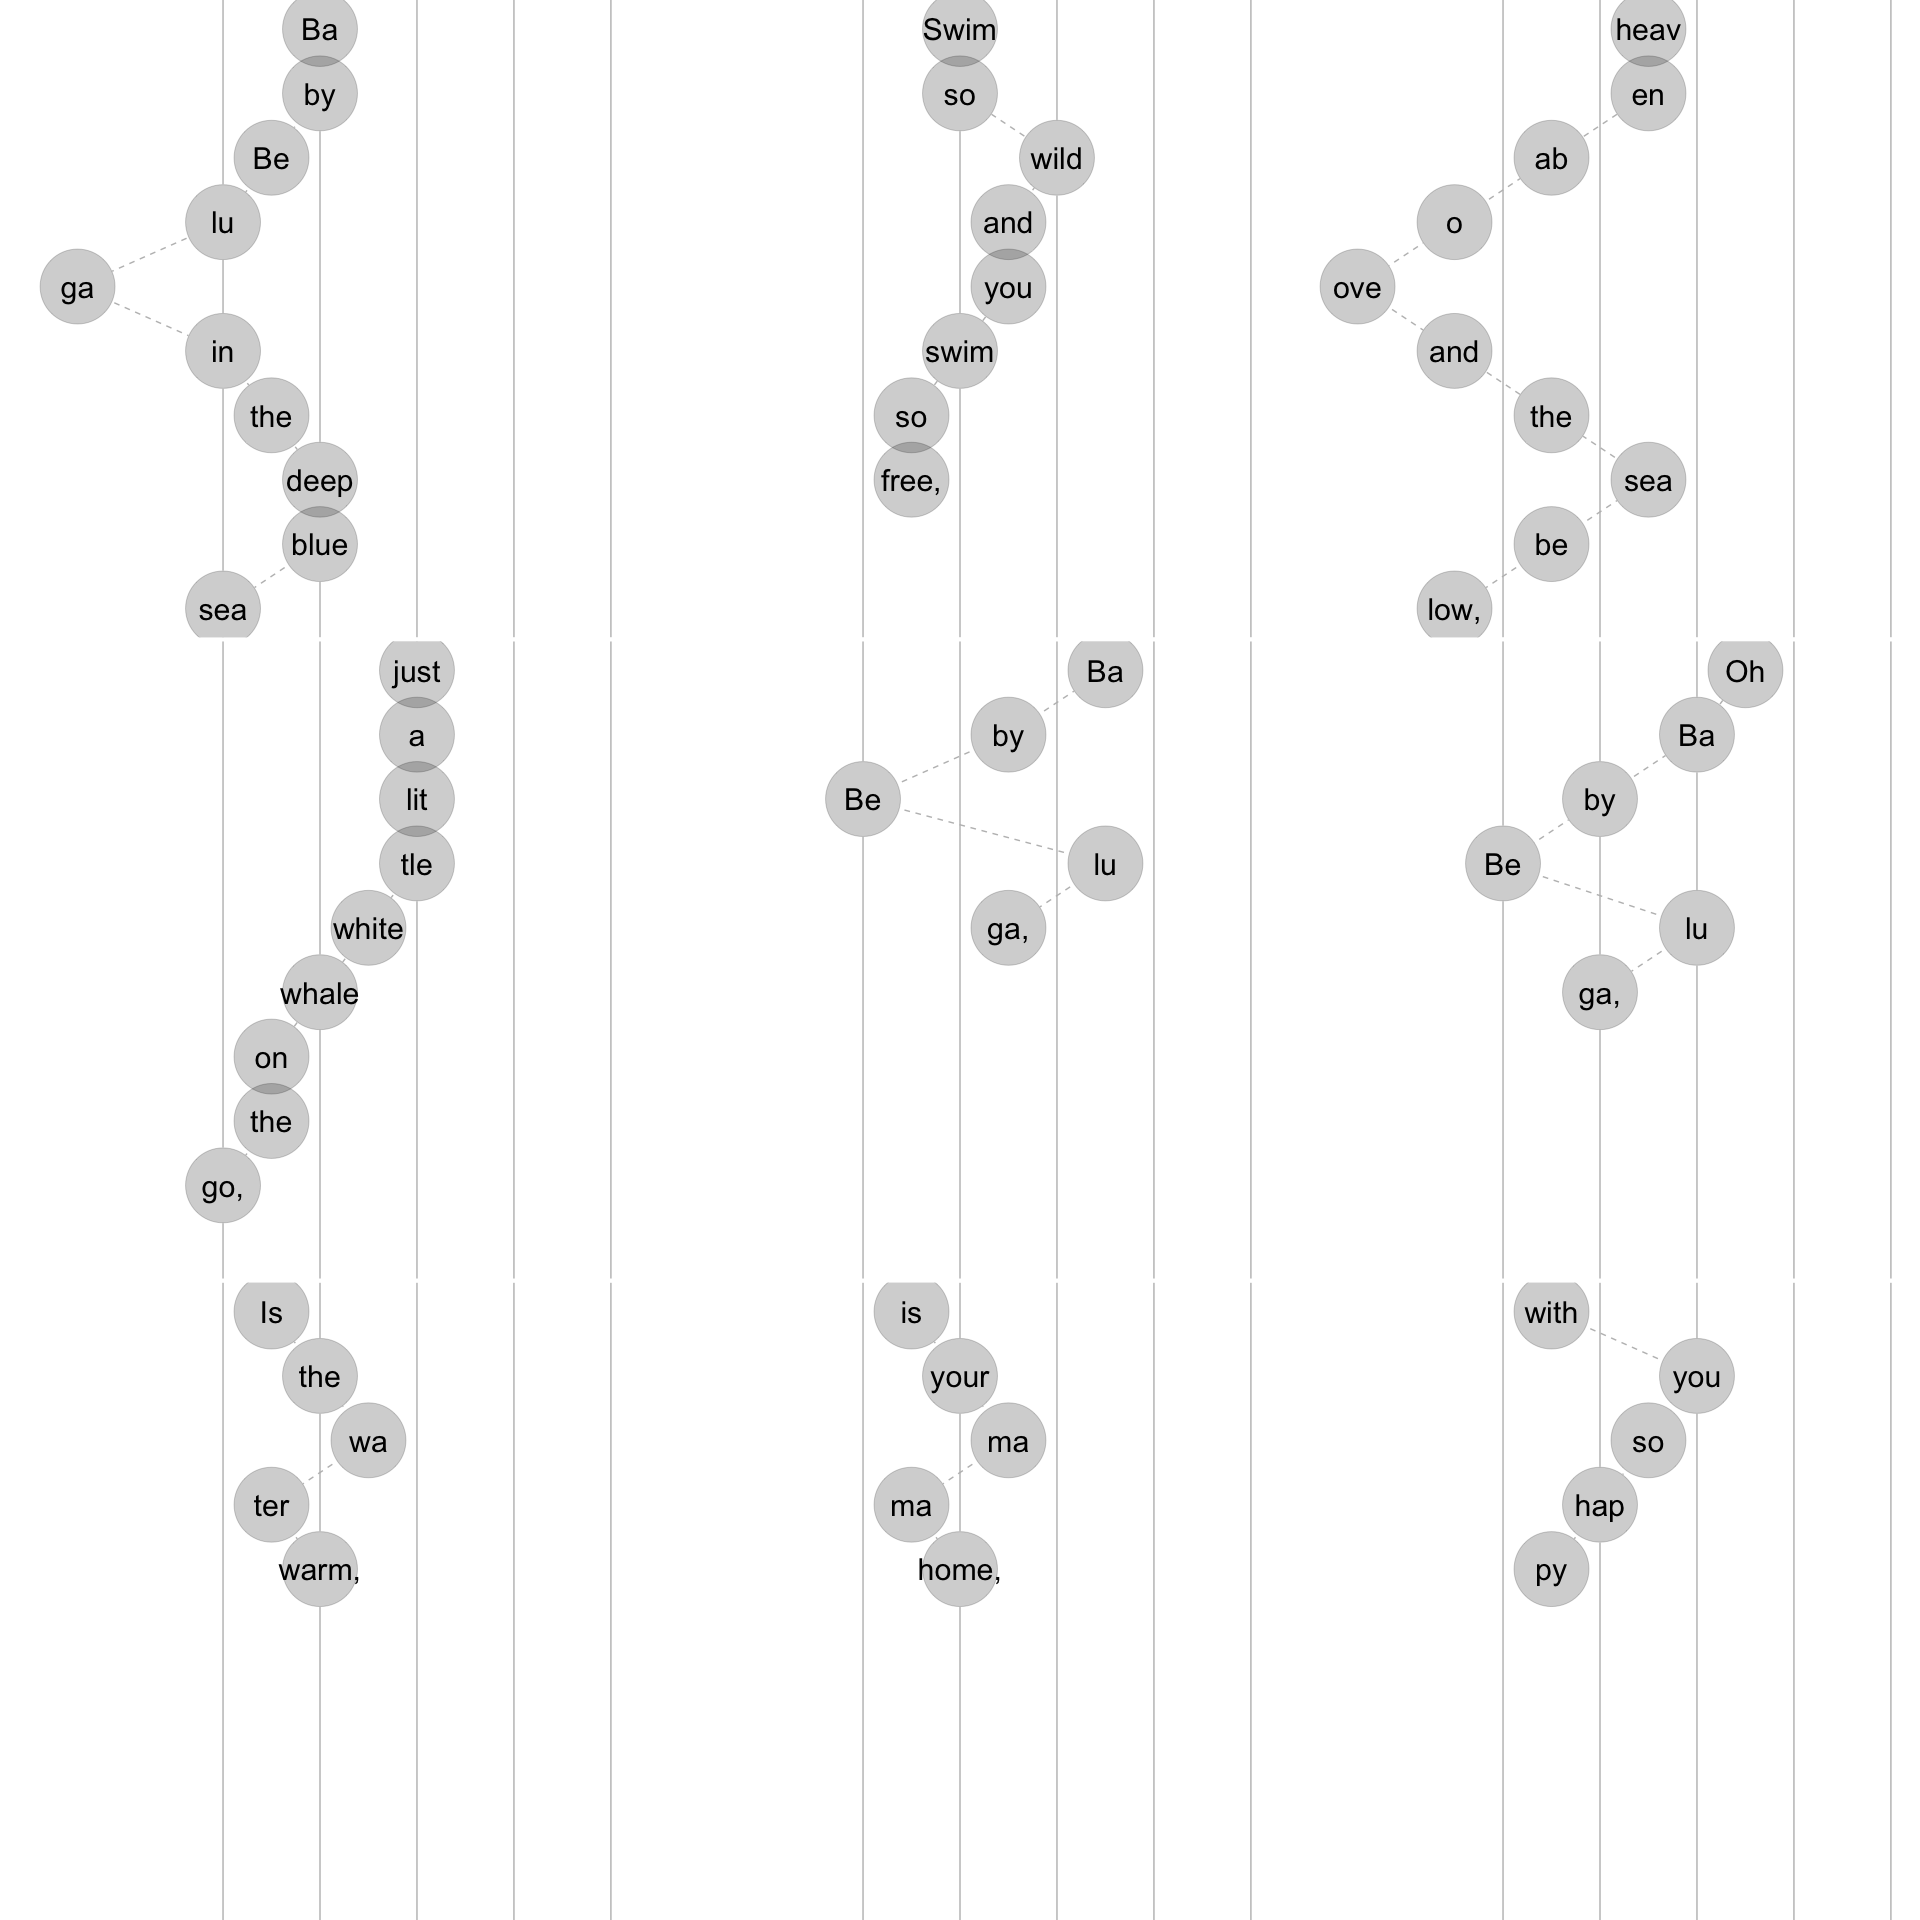 Ba
by
Be
lu
ga
in
the
deep
blue
sea
Swim
so
wild
and
you
swim
so
free,
heav
en
ab
o
ove
and
the
sea
be
low,
just
a
lit
tle
white
whale
on
the
go,
Ba
by
Be
lu
ga,
Oh
Ba
by
Be
lu
ga,
Is
the
wa
ter
warm,
is
your
ma
ma
home,
with
you
so
hap
py